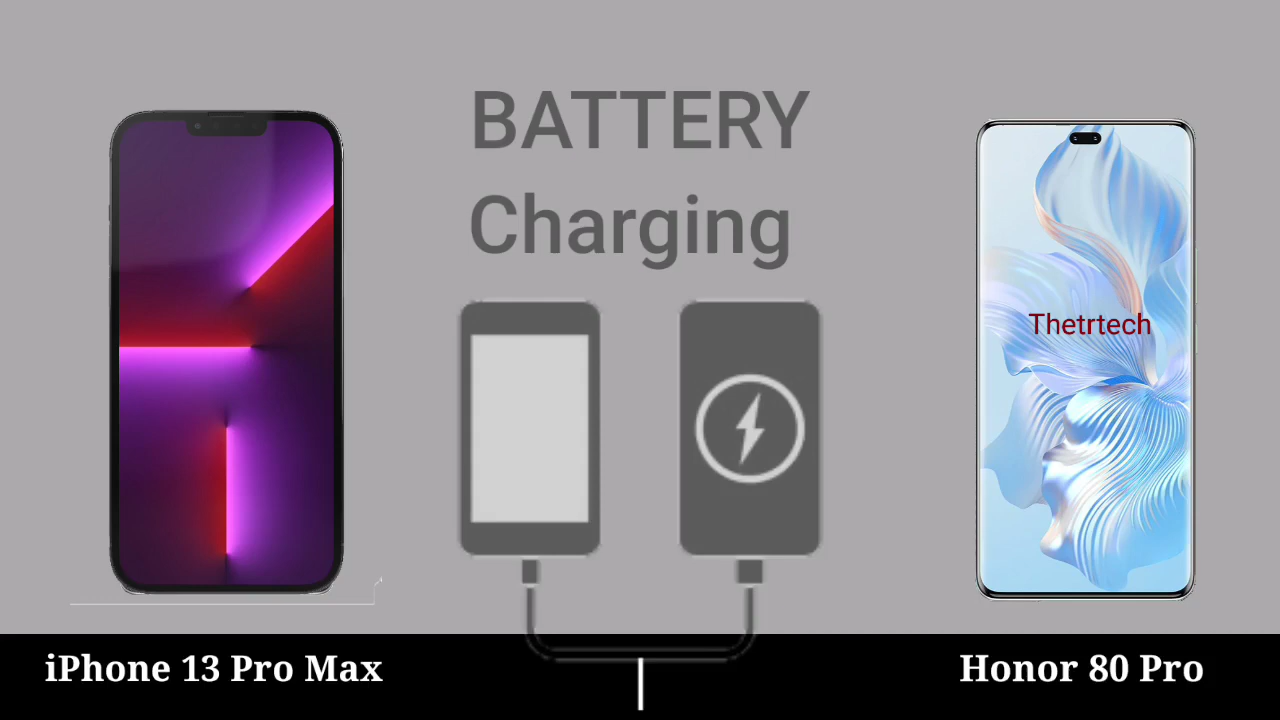 BATTERY
Charging
Thetrtech
iPhone 13 Pro Max
Honor 80 Pro